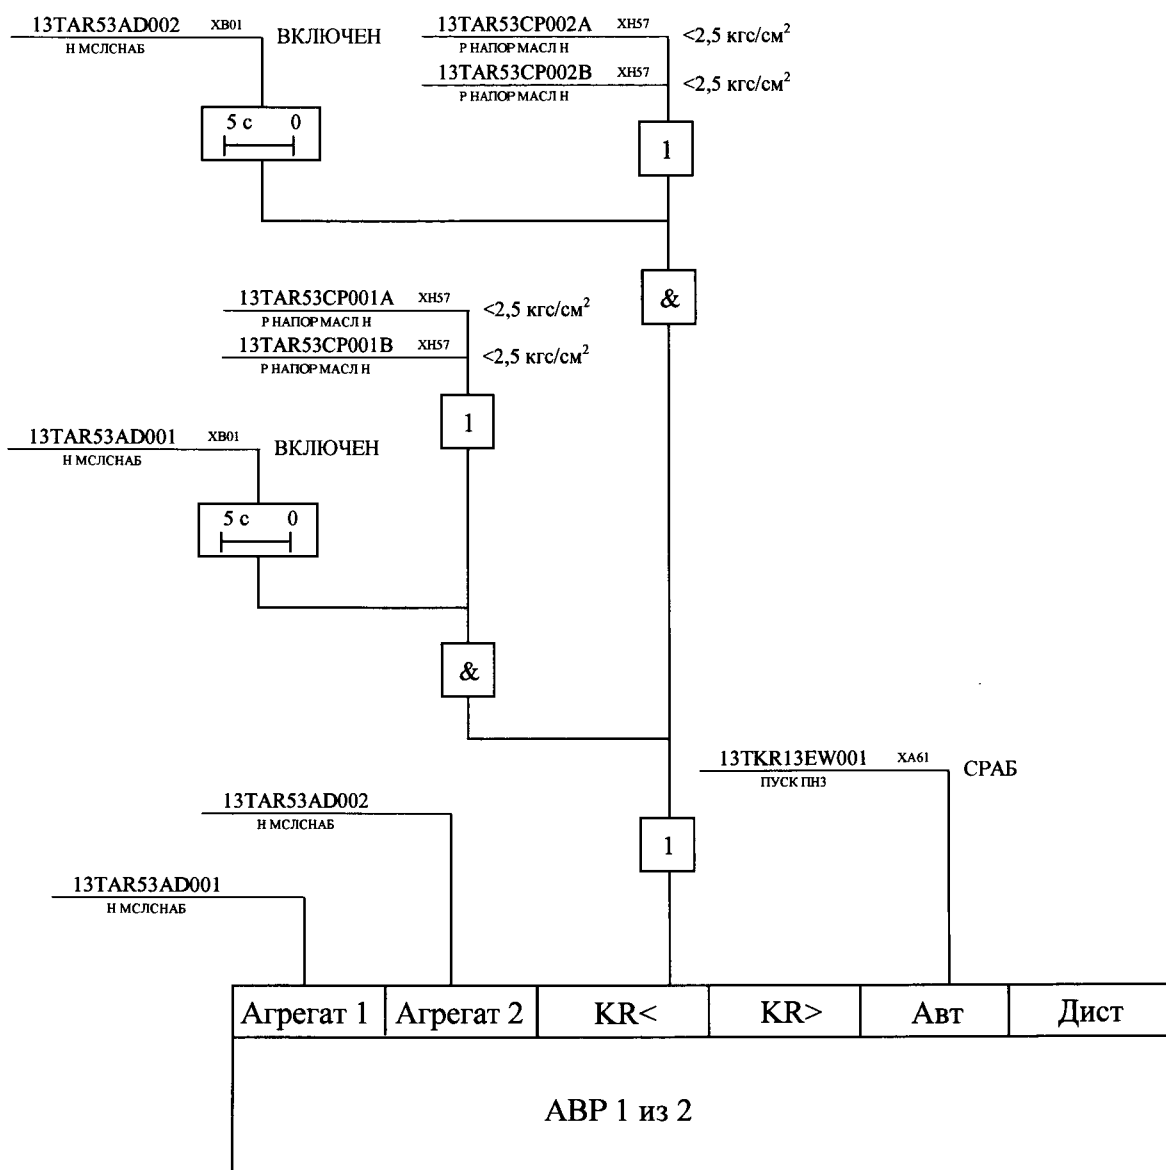 13TAR53AD002 XB01 ВКЛЮЧЕН
Н МСЛСНАБ
13TAR53CP002A XH57 <2,5 кгс/см²
Р НАПОР МАСЛ Н
13TAR53CP002B XH57 <2,5 кгс/см²
Р НАПОР МАСЛ Н
5 с 0
1
&
13TAR53CP001A XH57 <2,5 кгс/см²
Р НАПОР МАСЛ Н
13TAR53CP001B XH57 <2,5 кгс/см²
Р НАПОР МАСЛ Н
1
13TAR53AD001 XB01 ВКЛЮЧЕН
Н МСЛСНАБ
5 с 0
&
13TKR13EW001 XA61 СРАБ
ПУСК ПН3
13TAR53AD002
Н МСЛСНАБ
1
13TAR53AD001
Н МСЛСНАБ
Агрегат 1 Агрегат 2 KR< KR> Авт Дист
АВР 1 из 2